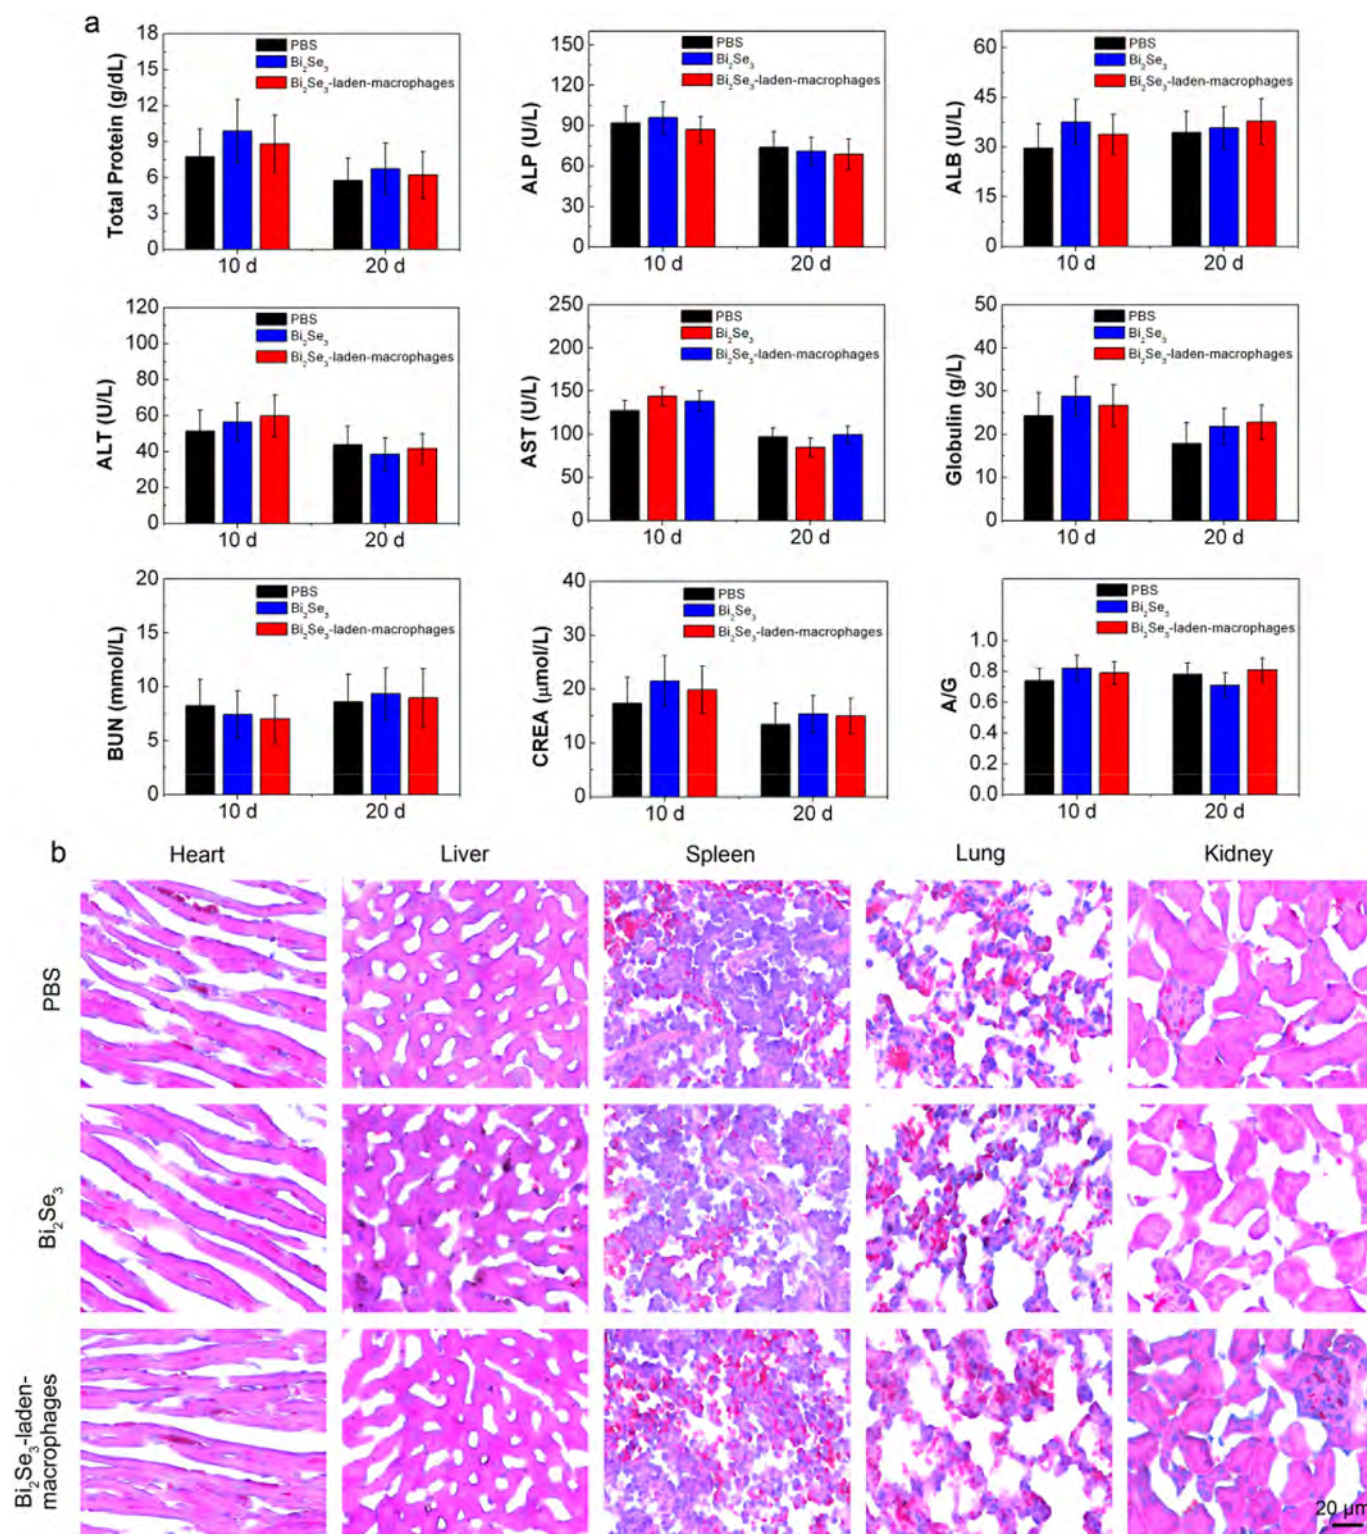 a
Total Protein (g/dL)
18
15
12
9
6
3
0
PBS
Bi₂Se₃
Bi₂Se₃-laden-macrophages
10 d
20 d
ALP (U/L)
150
120
90
60
30
0
PBS
Bi₂Se₃
Bi₂Se₃-laden-macrophages
10 d
20 d
ALB (U/L)
60
45
30
15
0
PBS
Bi₂Se₃
Bi₂Se₃-laden-macrophages
10 d
20 d
ALT (U/L)
120
100
80
60
40
20
0
PBS
Bi₂Se₃
Bi₂Se₃-laden-macrophages
10 d
20 d
AST (U/L)
250
200
150
100
50
0
PBS
Bi₂Se₃
Bi₂Se₃-laden-macrophages
10 d
20 d
Globulin (g/L)
50
40
30
20
10
0
PBS
Bi₂Se₃
Bi₂Se₃-laden-macrophages
10 d
20 d
BUN (mmol/L)
20
15
10
5
0
PBS
Bi₂Se₃
Bi₂Se₃-laden-macrophages
10 d
20 d
CREA (μmol/L)
40
30
20
10
0
PBS
Bi₂Se₃
Bi₂Se₃-laden-macrophages
10 d
20 d
A/G
1.0
0.8
0.6
0.4
0.2
0.0
PBS
Bi₂Se₃
Bi₂Se₃-laden-macrophages
10 d
20 d
b
Heart
Liver
Spleen
Lung
Kidney
PBS
Bi₂Se₃
Bi₂Se₃-laden-
macrophages
20 μm